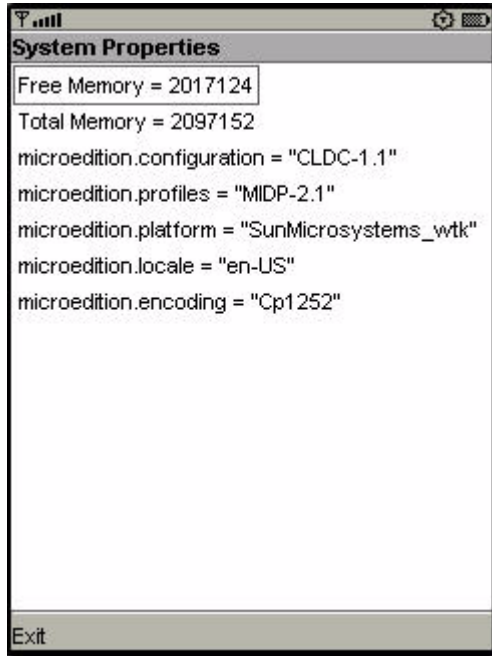 System Properties
Free Memory = 2017124
Total Memory = 2097152
microedition.configuration = "CLDC-1.1"
microedition.profiles = "MIDP-2.1"
microedition.platform = "SunMicrosystems_wtk"
microedition.locale = "en-US"
microedition.encoding = "Cp1252"
Exit